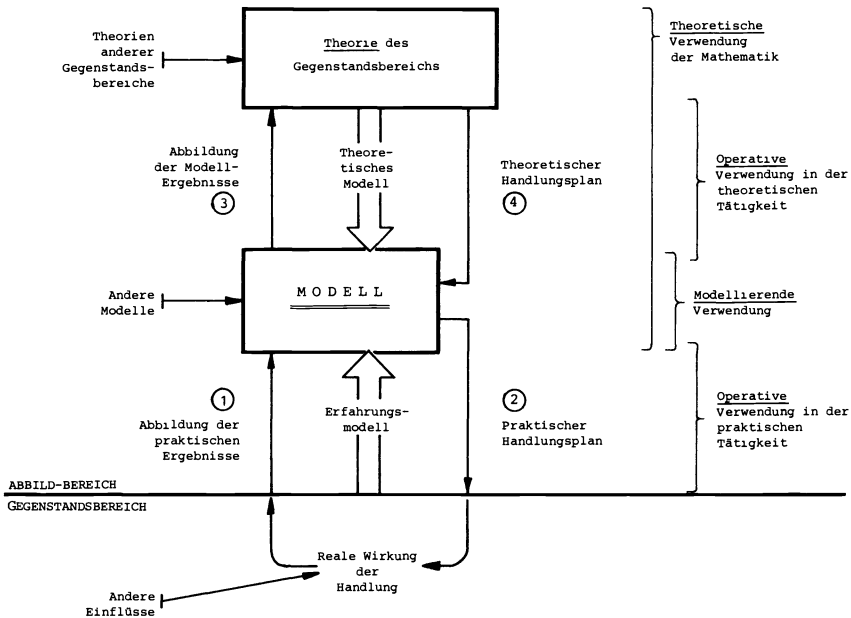 Theorien
anderer
Gegenstands-
bereiche
Theorie des
Gegenstandsbereichs
Theoretische
Verwendung
der Mathematik
Abbildung
der Modell-
Ergebnisse
3
Theore-
tisches
Modell
Theoretischer
Handlungsplan
4
Operative
Verwendung in der
theoretischen
Tätigkeit
Andere
Modelle
MODELL
Modellierende
Verwendung
1
Abbildung der
praktischen
Ergebnisse
Erfahrungs-
modell
2
Praktischer
Handlungsplan
Operative
Verwendung in der
praktischen
Tätigkeit
ABBILD-BEREICH
GEGENSTANDSBEREICH
Reale Wirkung
der
Handlung
Andere
Einflüsse